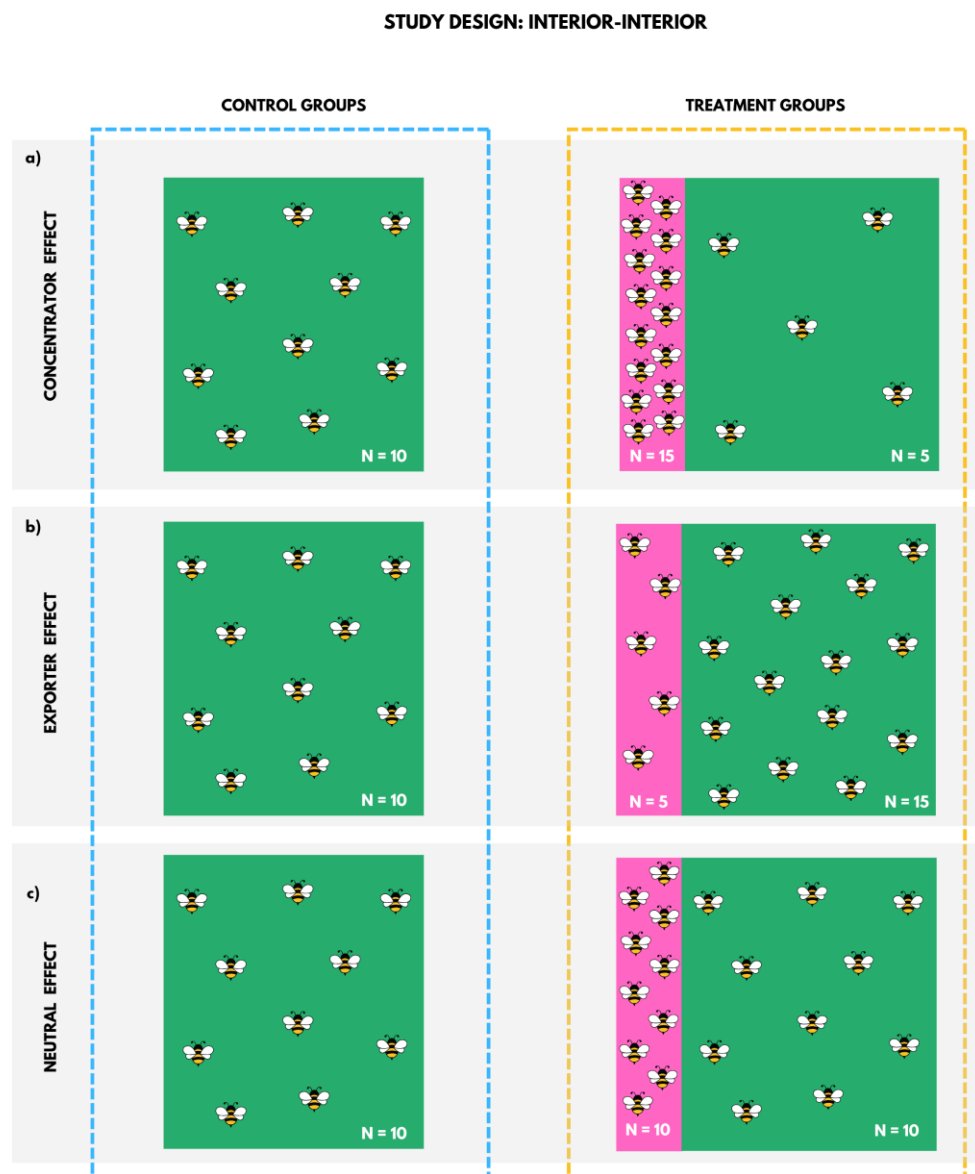 STUDY DESIGN: INTERIOR-INTERIOR
CONTROL GROUPS
TREATMENT GROUPS
a)
CONCENTRATOR EFFECT
N = 10
N = 15
N = 5
b)
EXPORTER EFFECT
N = 10
N = 5
N = 15
c)
NEUTRAL EFFECT
N = 10
N = 10
N = 10